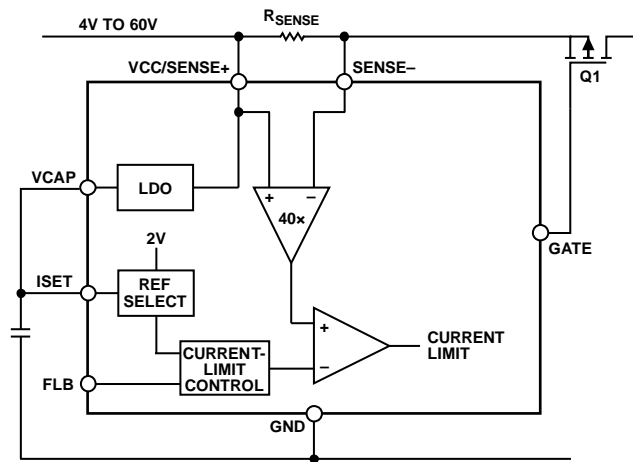 4V TO 60V
RSENSE
VCC/SENSE+
SENSE–
Q1
VCAP
LDO
+
–
40×
GATE
2V
ISET
REF
SELECT
+
–
CURRENT
LIMIT
CURRENT-
LIMIT
CONTROL
FLB
GND